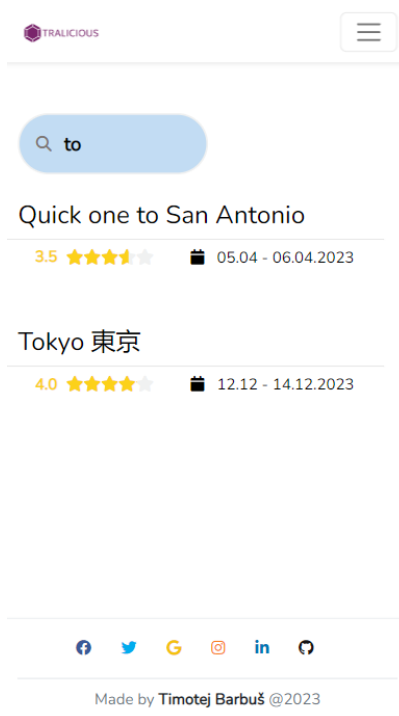 TRALICIOUS
to
Quick one to San Antonio
3.5 05.04 - 06.04.2023
Tokyo 東京
4.0 12.12 - 14.12.2023
Made by Timotej Barbuš @2023